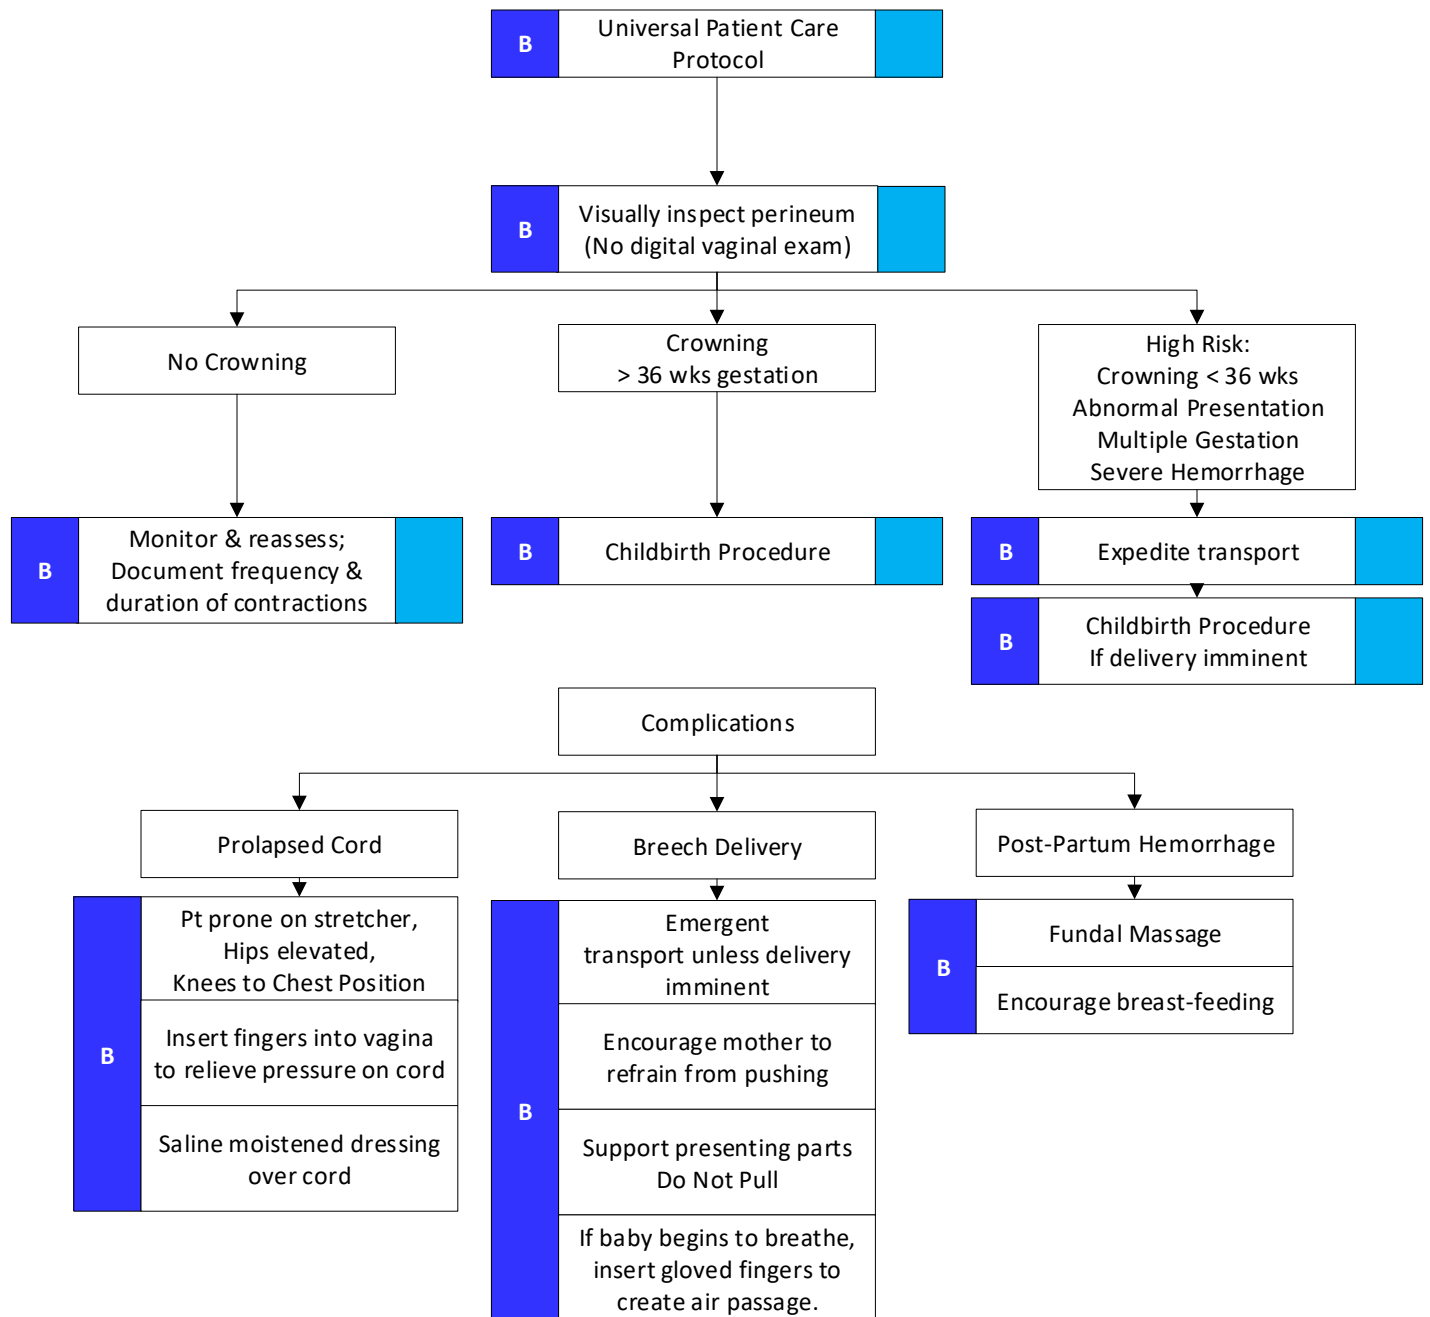 B
Universal Patient Care
Protocol
B
Visually inspect perineum
(No digital vaginal exam)
No Crowning
Crowning
> 36 wks gestation
High Risk:
Crowning < 36 wks
Abnormal Presentation
Multiple Gestation
Severe Hemorrhage
B
Monitor & reassess;
Document frequency &
duration of contractions
B
Childbirth Procedure
B
Expedite transport
B
Childbirth Procedure
If delivery imminent
Complications
Prolapsed Cord
Breech Delivery
Post-Partum Hemorrhage
B
Pt prone on stretcher,
Hips elevated,
Knees to Chest Position
Insert fingers into vagina
to relieve pressure on cord
Saline moistened dressing
over cord
B
Emergent
transport unless delivery
imminent
Encourage mother to
refrain from pushing
Support presenting parts
Do Not Pull
If baby begins to breathe,
insert gloved fingers to
create air passage.
B
Fundal Massage
Encourage breast-feeding